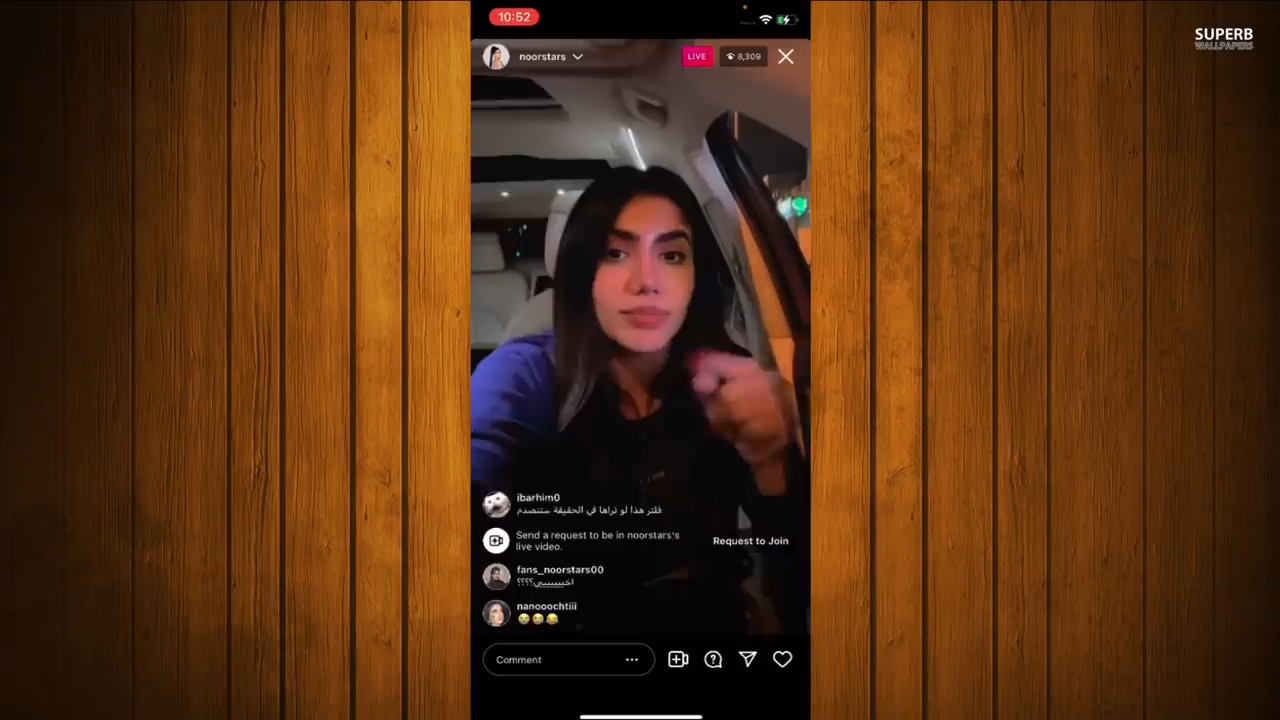 10:52
SUPERB
WALLPAPERS
noorstars
LIVE
8,309
ibarhim0
فلتر هذا لو تراها في الحقيقة ستنصدم
Send a request to be in noorstars's
live video.
Request to Join
fans_noorstars00
اخيييييييي؟؟؟؟
nanooochtiii
😭😭😂
Comment